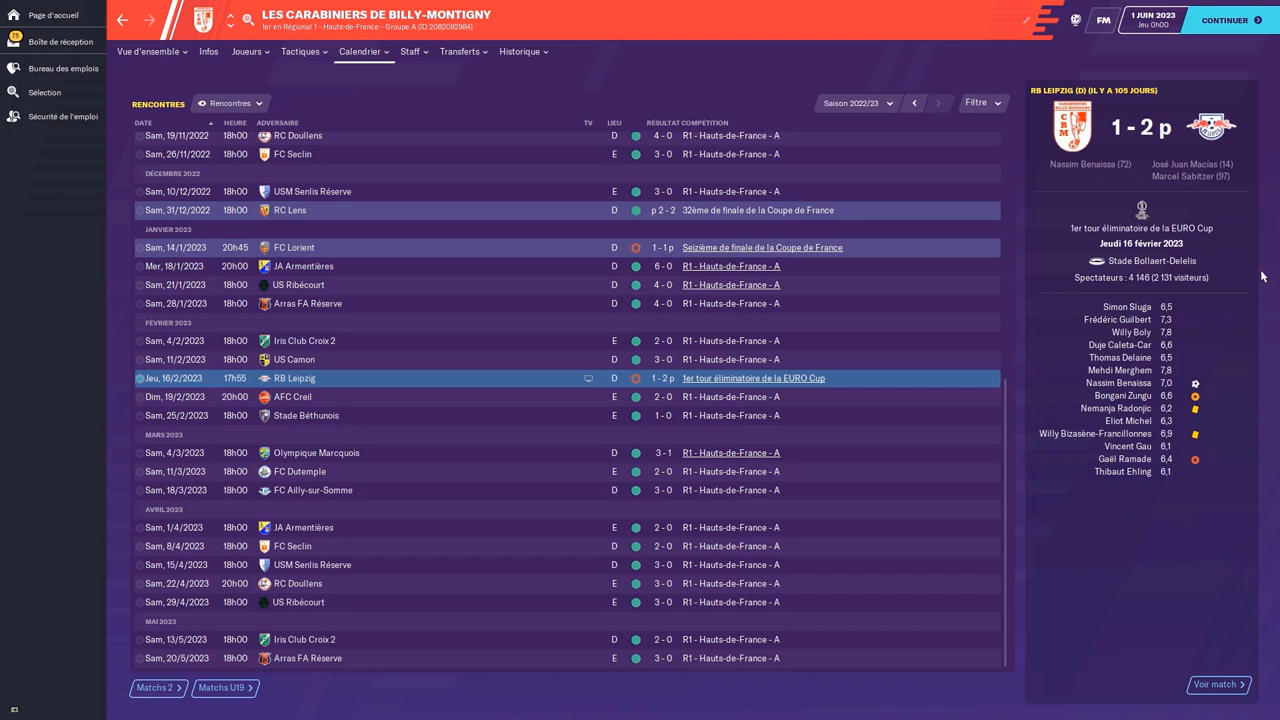 Page d'accueil
75
Boîte de réception
Bureau des emplois
Sélection
Sécurité de l'emploi
LES CARABINIERS DE BILLY-MONTIGNY
1er en Régional 1 - Hauts-de-France - Groupe A (ID:2082082984)
FM
1 JUIN 2023
Jeu 0h00
CONTINUER
Vue d'ensemble Infos Joueurs Tactiques Calendrier Staff Transferts Historique
RENCONTRES Rencontres Saison 2022/23 Filtre
DATE HEURE ADVERSAIRE TV LIEU RÉSULTAT COMPÉTITION
Sam, 19/11/2022 18h00 RC Doullens D 4 - 0 R1 - Hauts-de-France - A
Sam, 26/11/2022 18h00 FC Seclin E 3 - 0 R1 - Hauts-de-France - A
DÉCEMBRE 2022
Sam, 10/12/2022 18h00 USM Senlis Réserve E 3 - 0 R1 - Hauts-de-France - A
Sam, 31/12/2022 18h00 RC Lens D p 2 - 2 32ème de finale de la Coupe de France
JANVIER 2023
Sam, 14/1/2023 20h45 FC Lorient D 1 - 1 p Seizième de finale de la Coupe de France
Mer, 18/1/2023 20h00 JA Armentières D 6 - 0 R1 - Hauts-de-France - A
Sam, 21/1/2023 18h00 US Ribécourt D 4 - 0 R1 - Hauts-de-France - A
Sam, 28/1/2023 18h00 Arras FA Réserve D 4 - 0 R1 - Hauts-de-France - A
FÉVRIER 2023
Sam, 4/2/2023 18h00 Iris Club Croix 2 E 2 - 0 R1 - Hauts-de-France - A
Sam, 11/2/2023 18h00 US Camon D 3 - 0 R1 - Hauts-de-France - A
Jeu, 16/2/2023 17h55 RB Leipzig D 1 - 2 p 1er tour éliminatoire de la EURO Cup
Dim, 19/2/2023 20h00 AFC Creil E 2 - 0 R1 - Hauts-de-France - A
Sam, 25/2/2023 18h00 Stade Béthunois E 1 - 0 R1 - Hauts-de-France - A
MARS 2023
Sam, 4/3/2023 18h00 Olympique Marcquois D 3 - 1 R1 - Hauts-de-France - A
Sam, 11/3/2023 18h00 FC Dutemple E 2 - 0 R1 - Hauts-de-France - A
Sam, 18/3/2023 18h00 FC Ailly-sur-Somme D 3 - 0 R1 - Hauts-de-France - A
AVRIL 2023
Sam, 1/4/2023 18h00 JA Armentières E 2 - 0 R1 - Hauts-de-France - A
Sam, 8/4/2023 18h00 FC Seclin D 2 - 0 R1 - Hauts-de-France - A
Sam, 15/4/2023 18h00 USM Senlis Réserve D 3 - 0 R1 - Hauts-de-France - A
Sam, 22/4/2023 20h00 RC Doullens E 3 - 0 R1 - Hauts-de-France - A
Sam, 29/4/2023 18h00 US Ribécourt E 3 - 0 R1 - Hauts-de-France - A
MAI 2023
Sam, 13/5/2023 18h00 Iris Club Croix 2 D 2 - 0 R1 - Hauts-de-France - A
Sam, 20/5/2023 18h00 Arras FA Réserve E 3 - 0 R1 - Hauts-de-France - A
Matchs 2 Matchs U19
RB LEIPZIG (D) (IL Y A 105 JOURS)
1 - 2 p
Nassim Benaissa (72) José Juan Macías (14)
Marcel Sabitzer (97)
1er tour éliminatoire de la EURO Cup
Jeudi 16 février 2023
Stade Bollaert-Delelis
Spectateurs : 4 146 (2 131 visiteurs)
Simon Sluga 6,5
Frédéric Guilbert 7,3
Willy Boly 7,8
Duje Caleta-Car 6,6
Thomas Delaine 6,5
Mehdi Merghem 7,8
Nassim Benaissa 7,0
Bongani Zungu 6,6
Nemanja Radonjic 6,2
Eliot Michel 6,3
Willy Bizasène-Francillonnes 6,9
Vincent Gau 6,1
Gaël Ramade 6,4
Thibaut Ehling 6,1
Voir match